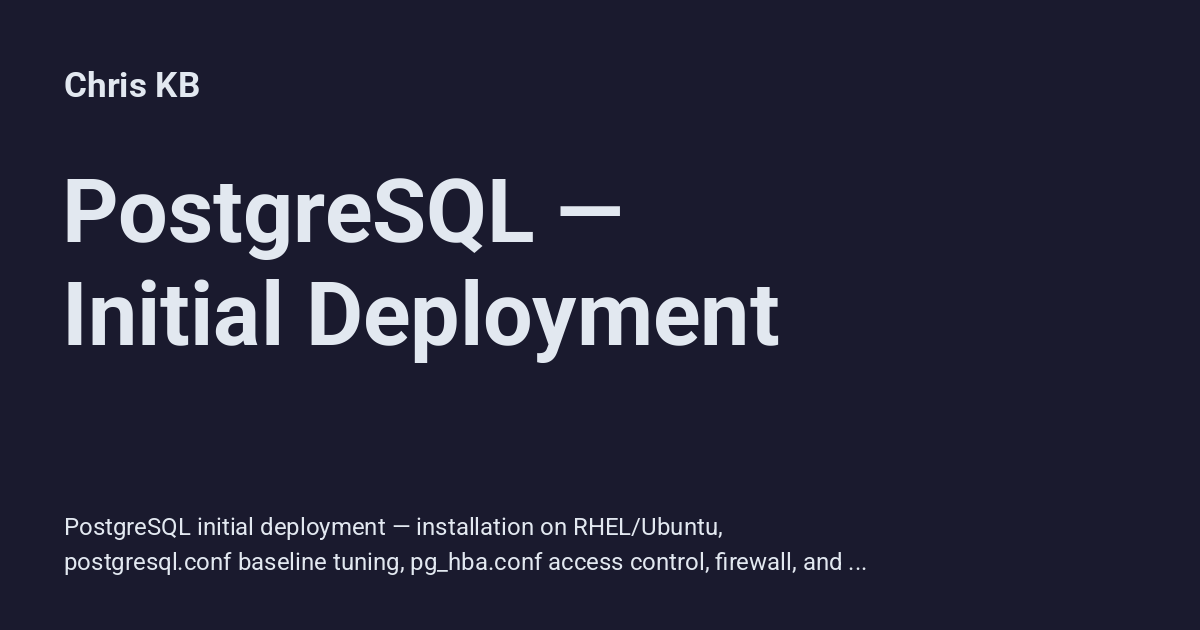 Chris KB
PostgreSQL —
Initial Deployment
PostgreSQL initial deployment — installation on RHEL/Ubuntu,
postgresql.conf baseline tuning, pg_hba.conf access control, firewall, and ...